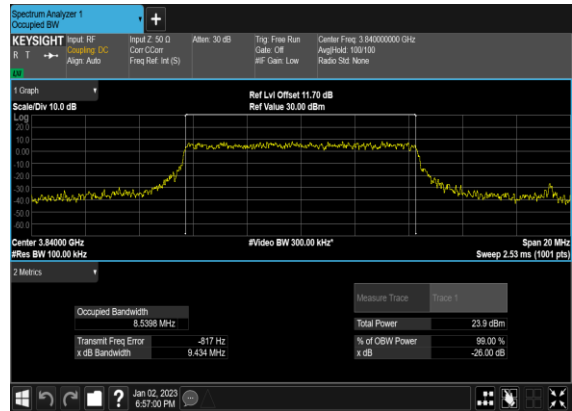 Spectrum Analyzer 1
Occupied BW
+
KEYSIGHT Input: RF Input Z: 50 Ω Atten: 30 dB Trig: Free Run Center Freq: 3.840000000 GHz
R T Coupling: DC Corr CCorr Gate: Off Avg|Hold: 100/100
Align: Auto Freq Ref: Int (S) #IF Gain: Low Radio Std: None
1 Graph
Ref Lvl Offset 11.70 dB
Scale/Div 10.0 dB Ref Value 30.00 dBm
Log
20.0
10.0
0.00
-10.0
-20.0
-30.0
-40.0
-50.0
-60.0
Center 3.84000 GHz #Video BW 300.00 kHz* Span 20 MHz
#Res BW 100.00 kHz Sweep 2.53 ms (1001 pts)
2 Metrics
Measure Trace Trace 1
Occupied Bandwidth
8.5398 MHz Total Power 23.9 dBm
Transmit Freq Error -817 Hz % of OBW Power 99.00 %
x dB Bandwidth 9.434 MHz x dB -26.00 dB
? Jan 02, 2023
6:57:00 PM